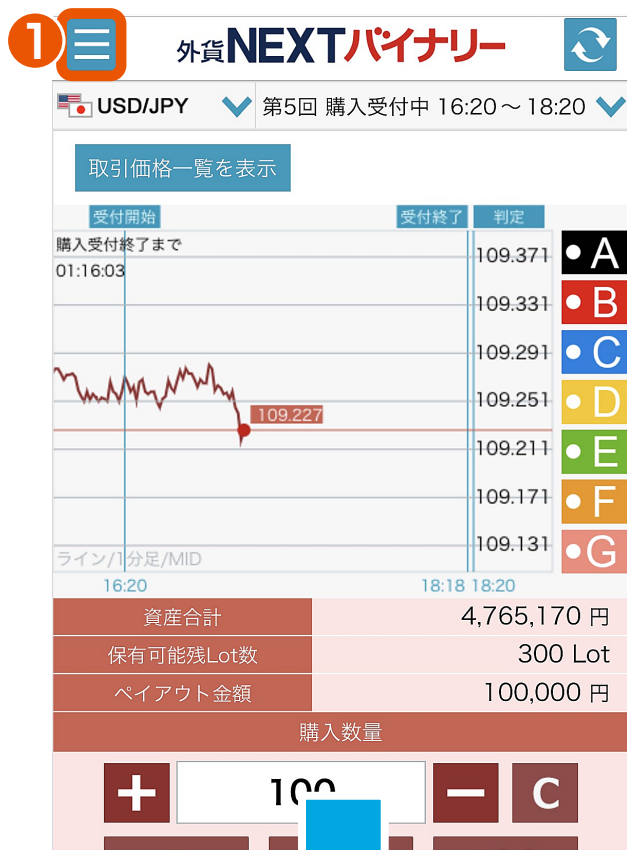 1
外貨NEXTバイナリー
USD/JPY 第5回 購入受付中 16:20～18:20
取引価格一覧を表示
受付開始 受付終了 判定
購入受付終了まで
01:16:03
109.371 A
109.331 B
109.291 C
109.251 D
109.227
109.211 E
109.171 F
109.131 G
ライン/1分足/MID
16:20 18:18 18:20
資産合計 4,765,170 円
保有可能残Lot数 300 Lot
ペイアウト金額 100,000 円
購入数量
+ 100 − C